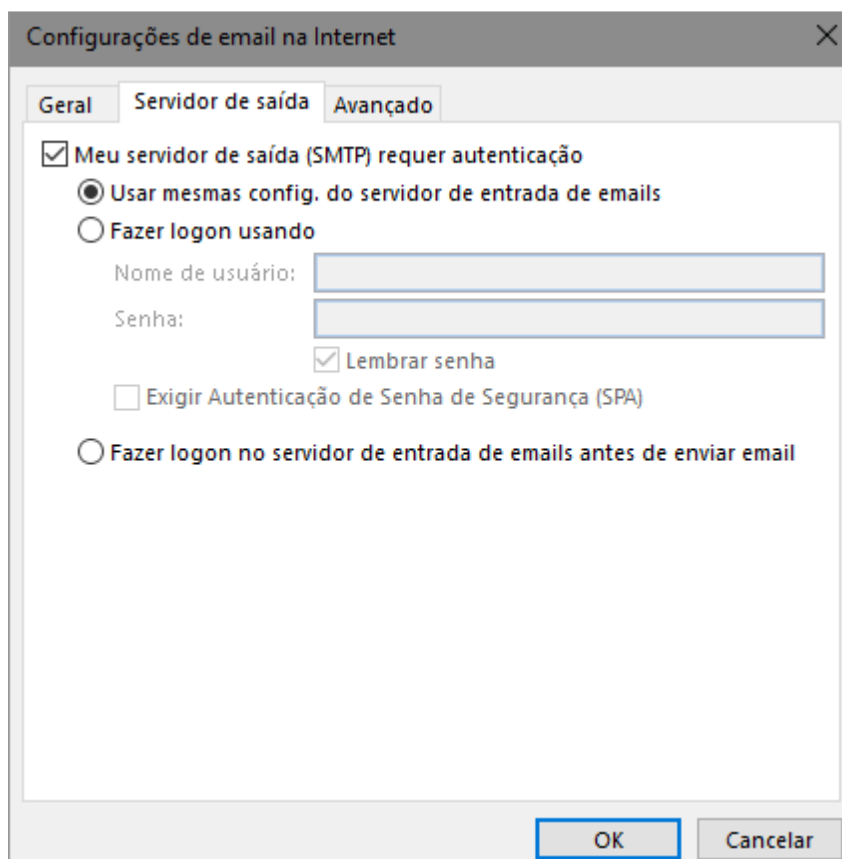 Configurações de email na Internet
Geral Servidor de saída Avançado
Meu servidor de saída (SMTP) requer autenticação
Usar mesmas config. do servidor de entrada de emails
Fazer logon usando
Nome de usuário:
Senha:
Lembrar senha
Exigir Autenticação de Senha de Segurança (SPA)
Fazer logon no servidor de entrada de emails antes de enviar email
OK Cancelar